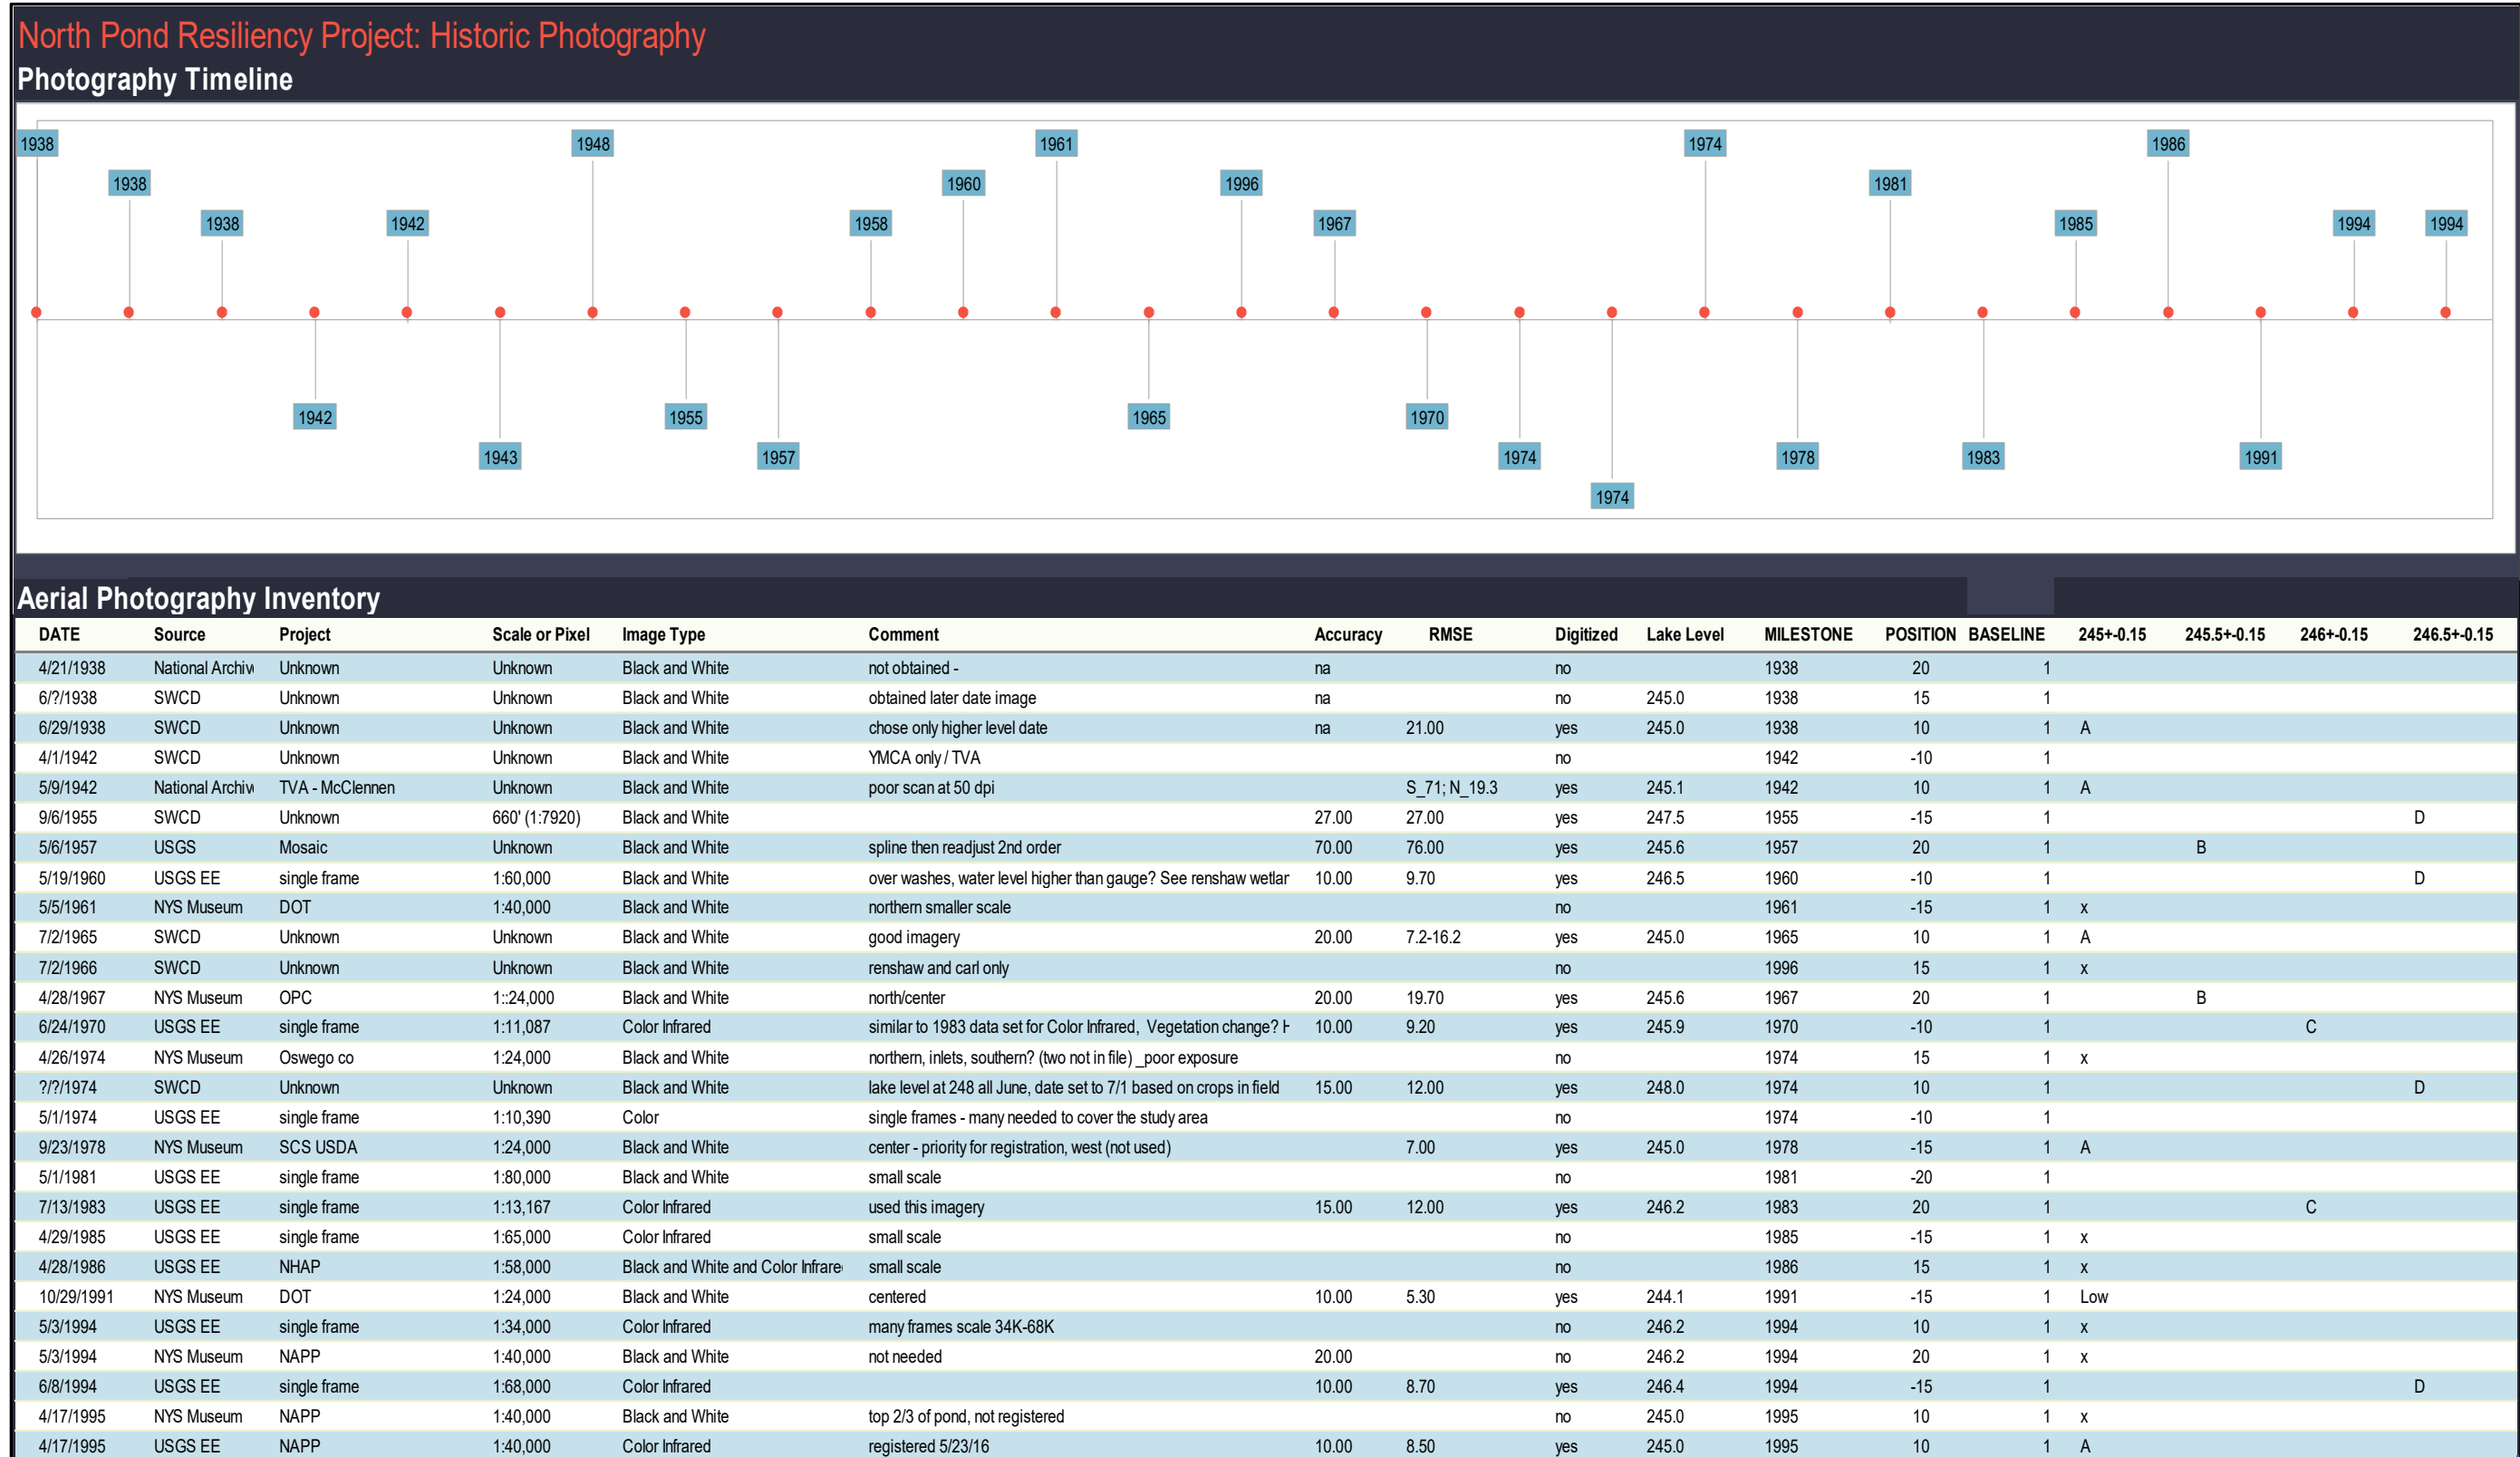 North Pond Resiliency Project: Historic Photography
Photography Timeline
1938 1948 1961 1974 1986
1938 1960 1996 1981
1938 1942 1958 1967 1985 1994 1994
1942 1955 1965 1970
1943 1957 1974 1978 1983 1991
1974
Aerial Photography Inventory
DATE Source Project Scale or Pixel Image Type Comment Accuracy RMSE Digitized Lake Level MILESTONE POSITION BASELINE 245+-0.15 245.5+-0.15 246+-0.15 246.5+-0.15
4/21/1938 National Archiv Unknown Unknown Black and White not obtained - na no 1938 20 1
6/?/1938 SWCD Unknown Unknown Black and White obtained later date image na no 245.0 1938 15 1
6/29/1938 SWCD Unknown Unknown Black and White chose only higher level date na 21.00 yes 245.0 1938 10 1 A
4/1/1942 SWCD Unknown Unknown Black and White YMCA only / TVA no 1942 -10 1
5/9/1942 National Archiv TVA - McClennen Unknown Black and White poor scan at 50 dpi S_71; N_19.3 yes 245.1 1942 10 1 A
9/6/1955 SWCD Unknown 660' (1:7920) Black and White 27.00 27.00 yes 247.5 1955 -15 1 D
5/6/1957 USGS Mosaic Unknown Black and White spline then readjust 2nd order 70.00 76.00 yes 245.6 1957 20 1 B
5/19/1960 USGS EE single frame 1:60,000 Black and White over washes, water level higher than gauge? See renshaw wetlar 10.00 9.70 yes 246.5 1960 -10 1 D
5/5/1961 NYS Museum DOT 1:40,000 Black and White northern smaller scale no 1961 -15 1 x
7/2/1965 SWCD Unknown Unknown Black and White good imagery 20.00 7.2-16.2 yes 245.0 1965 10 1 A
7/2/1966 SWCD Unknown Unknown Black and White renshaw and carl only no 1996 15 1 x
4/28/1967 NYS Museum OPC 1::24,000 Black and White north/center 20.00 19.70 yes 245.6 1967 20 1 B
6/24/1970 USGS EE single frame 1:11,087 Color Infrared similar to 1983 data set for Color Infrared, Vegetation change? 10.00 9.20 yes 245.9 1970 -10 1 C
4/26/1974 NYS Museum Oswego co 1:24,000 Black and White northern, inlets, southern? (two not in file) _poor exposure no 1974 15 1 x
?/?/1974 SWCD Unknown Unknown Black and White lake level at 248 all June, date set to 7/1 based on crops in field 15.00 12.00 yes 248.0 1974 10 1 D
5/1/1974 USGS EE single frame 1:10,390 Color single frames - many needed to cover the study area no 1974 -10 1
9/23/1978 NYS Museum SCS USDA 1:24,000 Black and White center - priority for registration, west (not used) 7.00 yes 245.0 1978 -15 1 A
5/1/1981 USGS EE single frame 1:80,000 Black and White small scale no 1981 -20 1
7/13/1983 USGS EE single frame 1:13,167 Color Infrared used this imagery 15.00 12.00 yes 246.2 1983 20 1 C
4/29/1985 USGS EE single frame 1:65,000 Color Infrared small scale no 1985 -15 1 x
4/28/1986 USGS EE NHAP 1:58,000 Black and White and Color Infrare small scale no 1986 15 1 x
10/29/1991 NYS Museum DOT 1:24,000 Black and White centered 10.00 5.30 yes 244.1 1991 -15 1 Low
5/3/1994 USGS EE single frame 1:34,000 Color Infrared many frames scale 34K-68K no 246.2 1994 10 1 x
5/3/1994 NYS Museum NAPP 1:40,000 Black and White not needed 20.00 no 246.2 1994 20 1 x
6/8/1994 USGS EE single frame 1:68,000 Color Infrared 10.00 8.70 yes 246.4 1994 -15 1 D
4/17/1995 NYS Museum NAPP 1:40,000 Black and White top 2/3 of pond, not registered no 245.0 1995 10 1 x
4/17/1995 USGS EE NAPP 1:40,000 Color Infrared registered 5/23/16 10.00 8.50 yes 245.0 1995 10 1 A